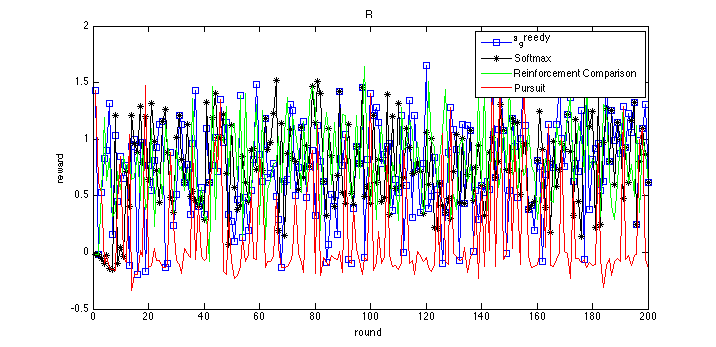 R
2
1.5
1
0.5
0
-0.5
reward
0 20 40 60 80 100 120 140 160 180 200
round
s_greedy
Softmax
Reinforcement Comparison
Pursuit